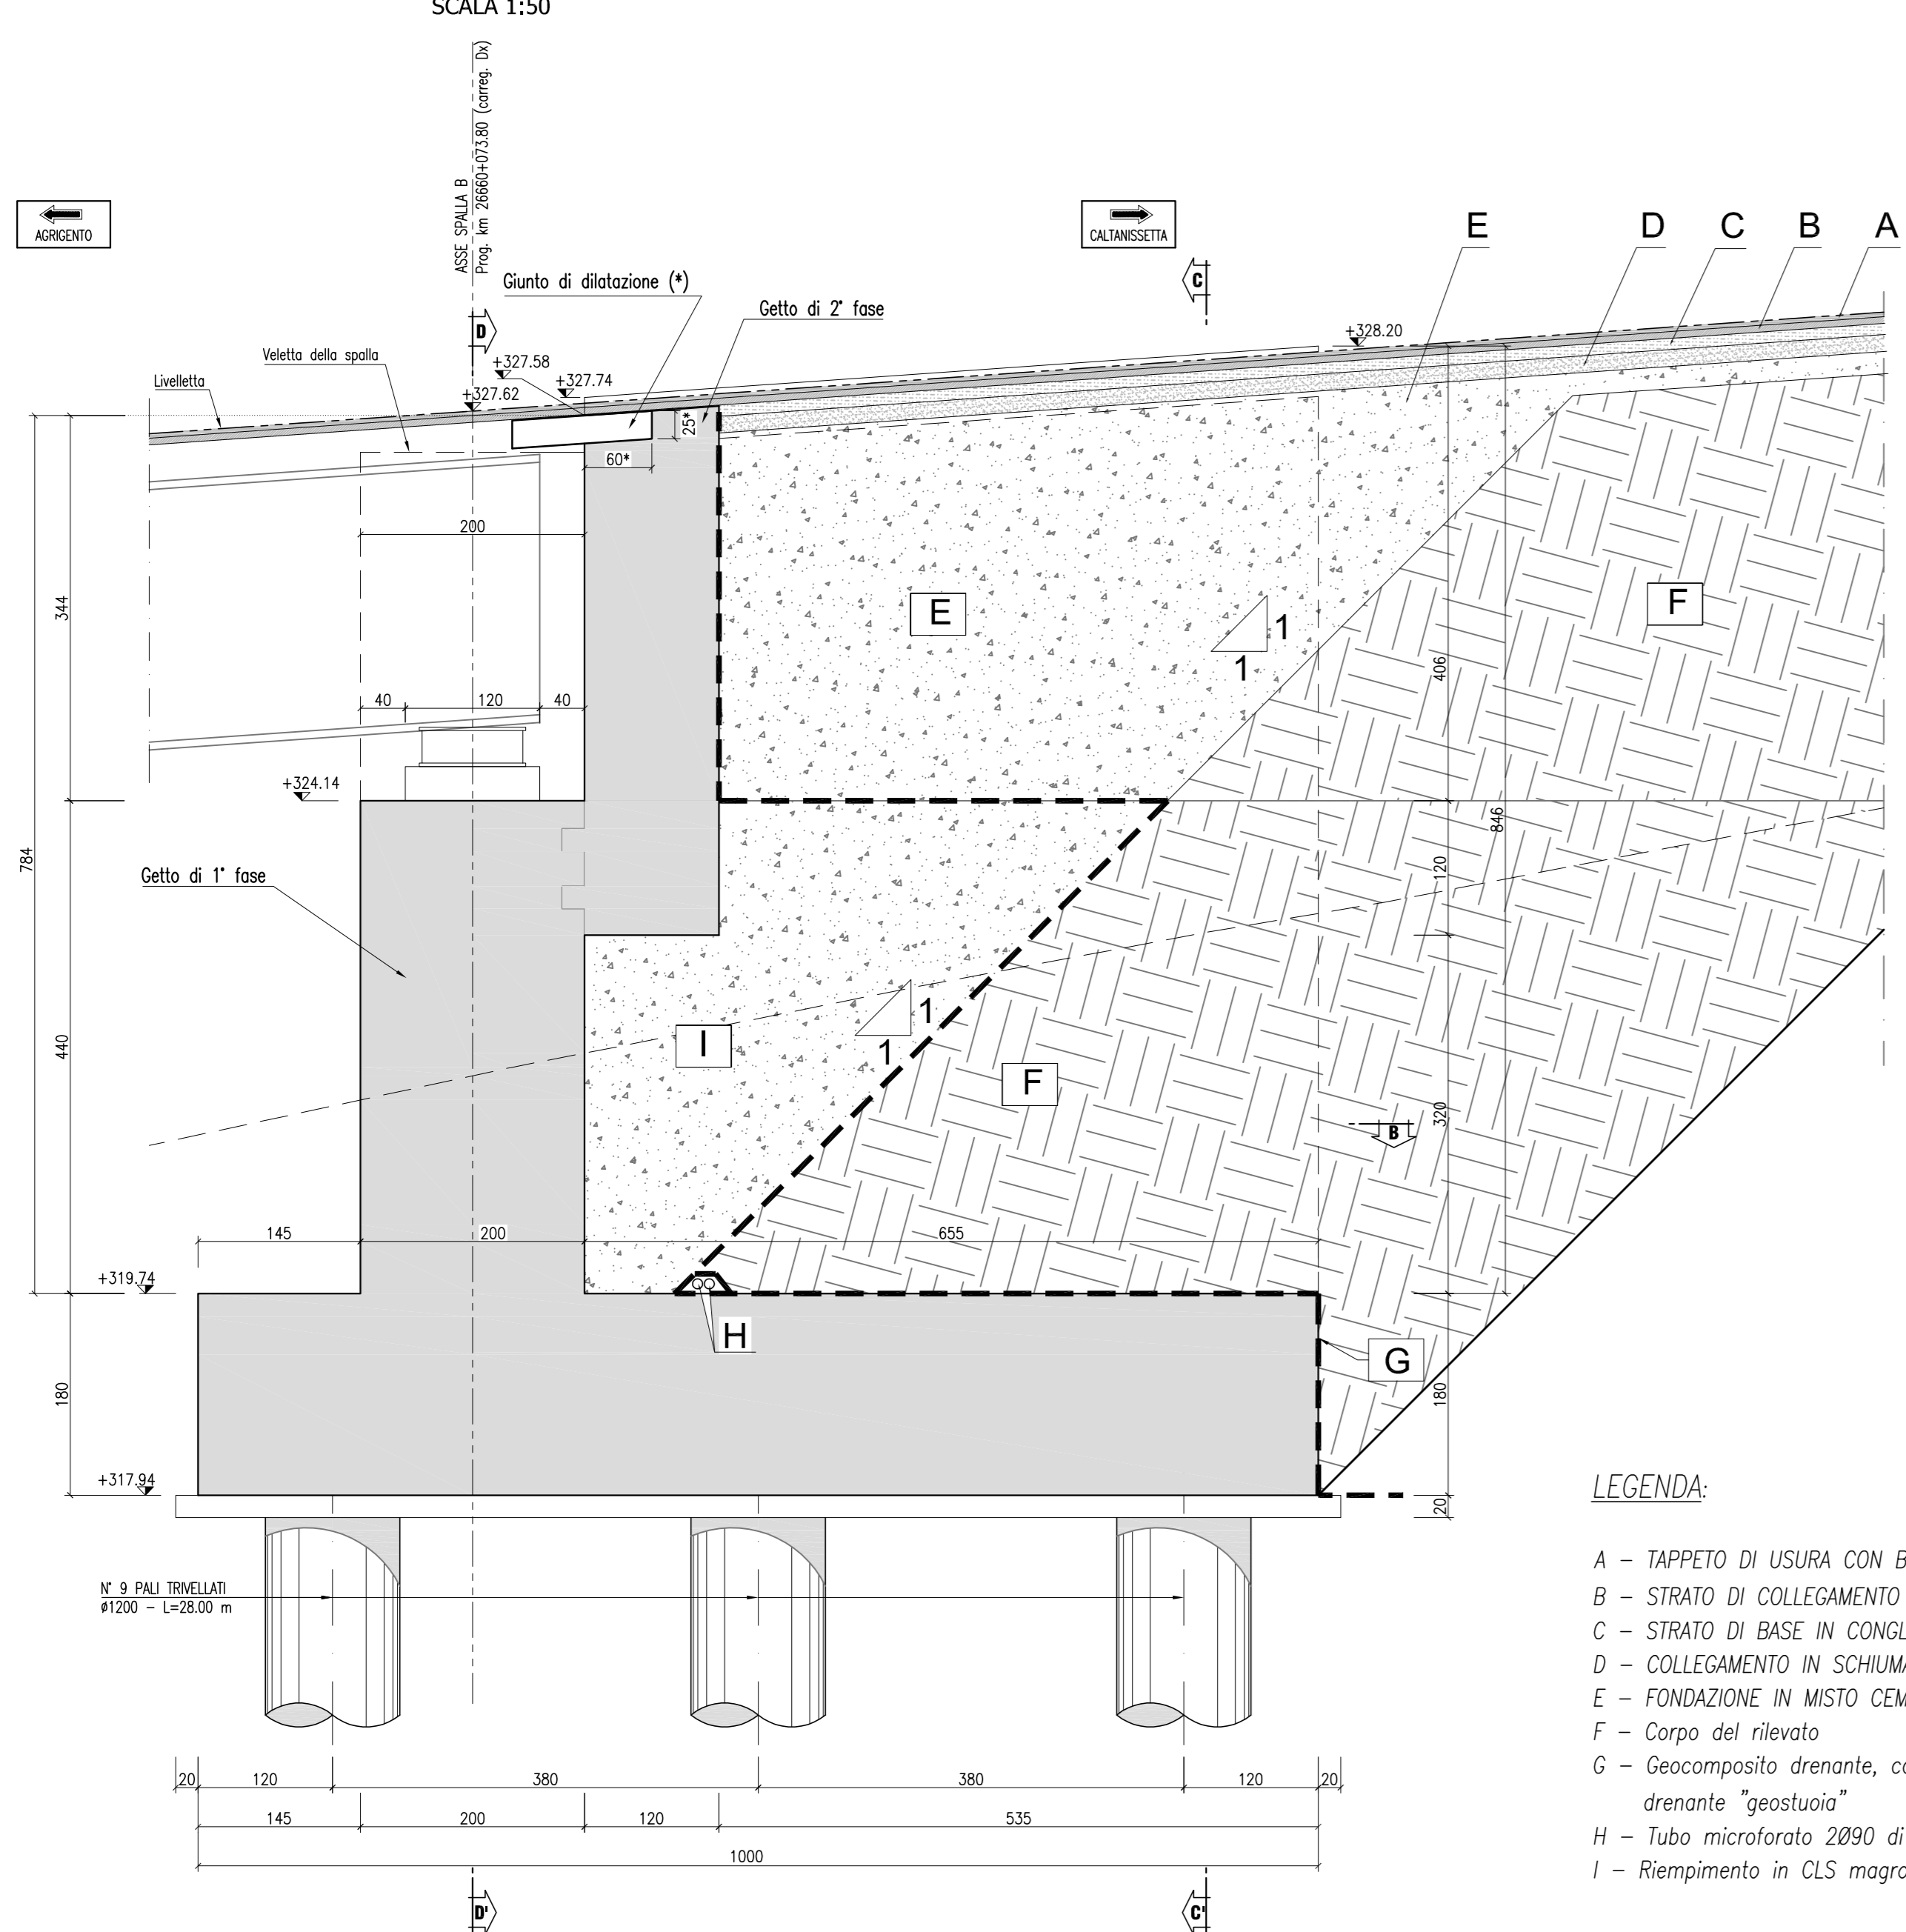 SCALA 1:50
ASSE SPALLA B
Prog. km 26660+073.80 (carreg. Dx)
AGRIGENTO
CALTANISSETTA
E
D
C
B
A
C
Giunto di dilatazione (*)
Getto di 2° fase
D
+328.20
Veletta della spalla
+327.58
Livelletta
+327.74
+327.62
25*
60*
200
E
F
344
1
1
406
40
120
40
+324.14
846
784
120
Getto di 1° fase
1
1
I
440
F
320
B
145
200
655
+319.74
H
G
180
180
+317.94
20
LEGENDA:
A – TAPPETO DI USURA CON B
N° 9 PALI TRIVELLATI
ø1200 – L=28.00 m
B – STRATO DI COLLEGAMENTO
C – STRATO DI BASE IN CONGL
D – COLLEGAMENTO IN SCHIUMA
E – FONDAZIONE IN MISTO CEM
F – Corpo del rilevato
G – Geocomposito drenante, co
drenante "geostuoia"
H – Tubo microforato 2Ø90 di
I – Riempimento in CLS magro
20
120
380
380
120
20
145
200
120
535
1000
D'
C'